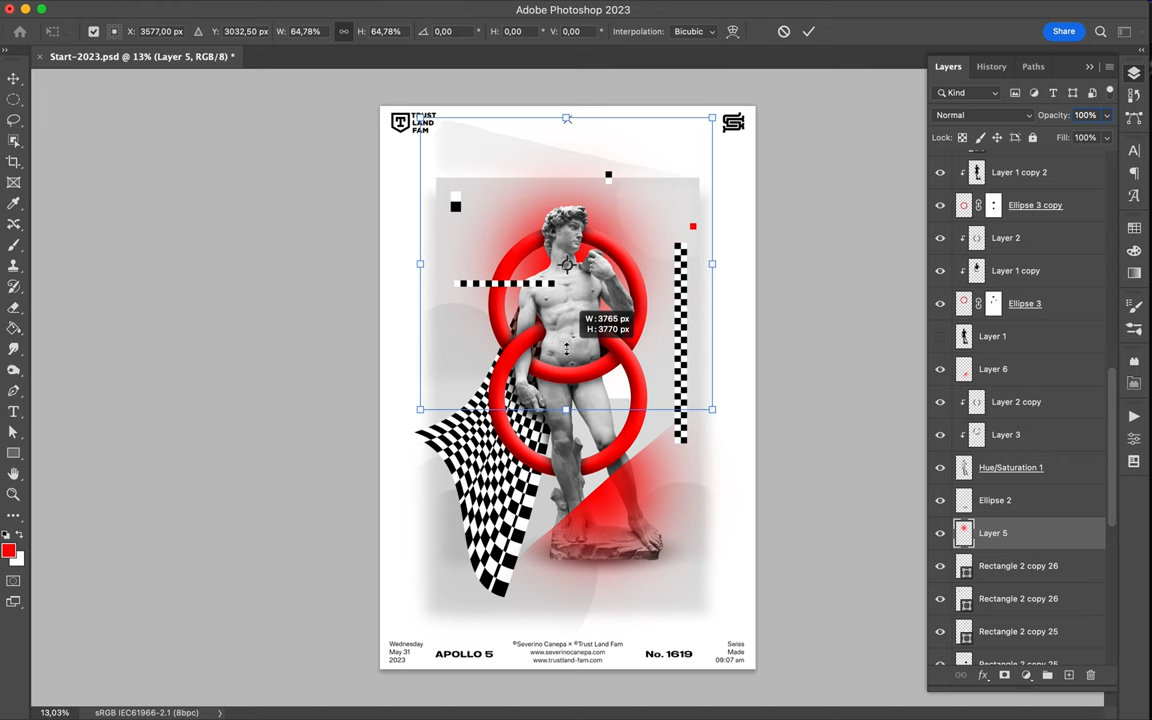 Adobe Photoshop 2023
X: 3577,00 px Y: 3032,50 px W: 64,78% H: 64,78% 0,00 ° H: 0,00 ° V: 0,00 ° Interpolation: Bicubic Share
× Start-2023.psd @ 13% (Layer 5, RGB/8) *
Layers History Paths
Kind
Normal Opacity: 100%
Lock: Fill: 100%
TRUST
LAND
FAM
Layer 1 copy 2
Ellipse 3 copy
Layer 2
Layer 1 copy
Ellipse 3
W: 3765 px
H: 3770 px
Layer 1
Layer 6
Layer 2 copy
Layer 3
Hue/Saturation 1
Ellipse 2
Layer 5
Rectangle 2 copy 26
Rectangle 2 copy 26
Rectangle 2 copy 25
Rectangle 2 copy 25
Wednesday
May 31
2023
APOLLO 5
©Severino Canepa × ©Trust Land Fam
www.severinocanepa.com
www.trustland-fam.com
No. 1619
Swiss
Made
09:07 am
13,03% sRGB IEC61966-2.1 (8bpc)